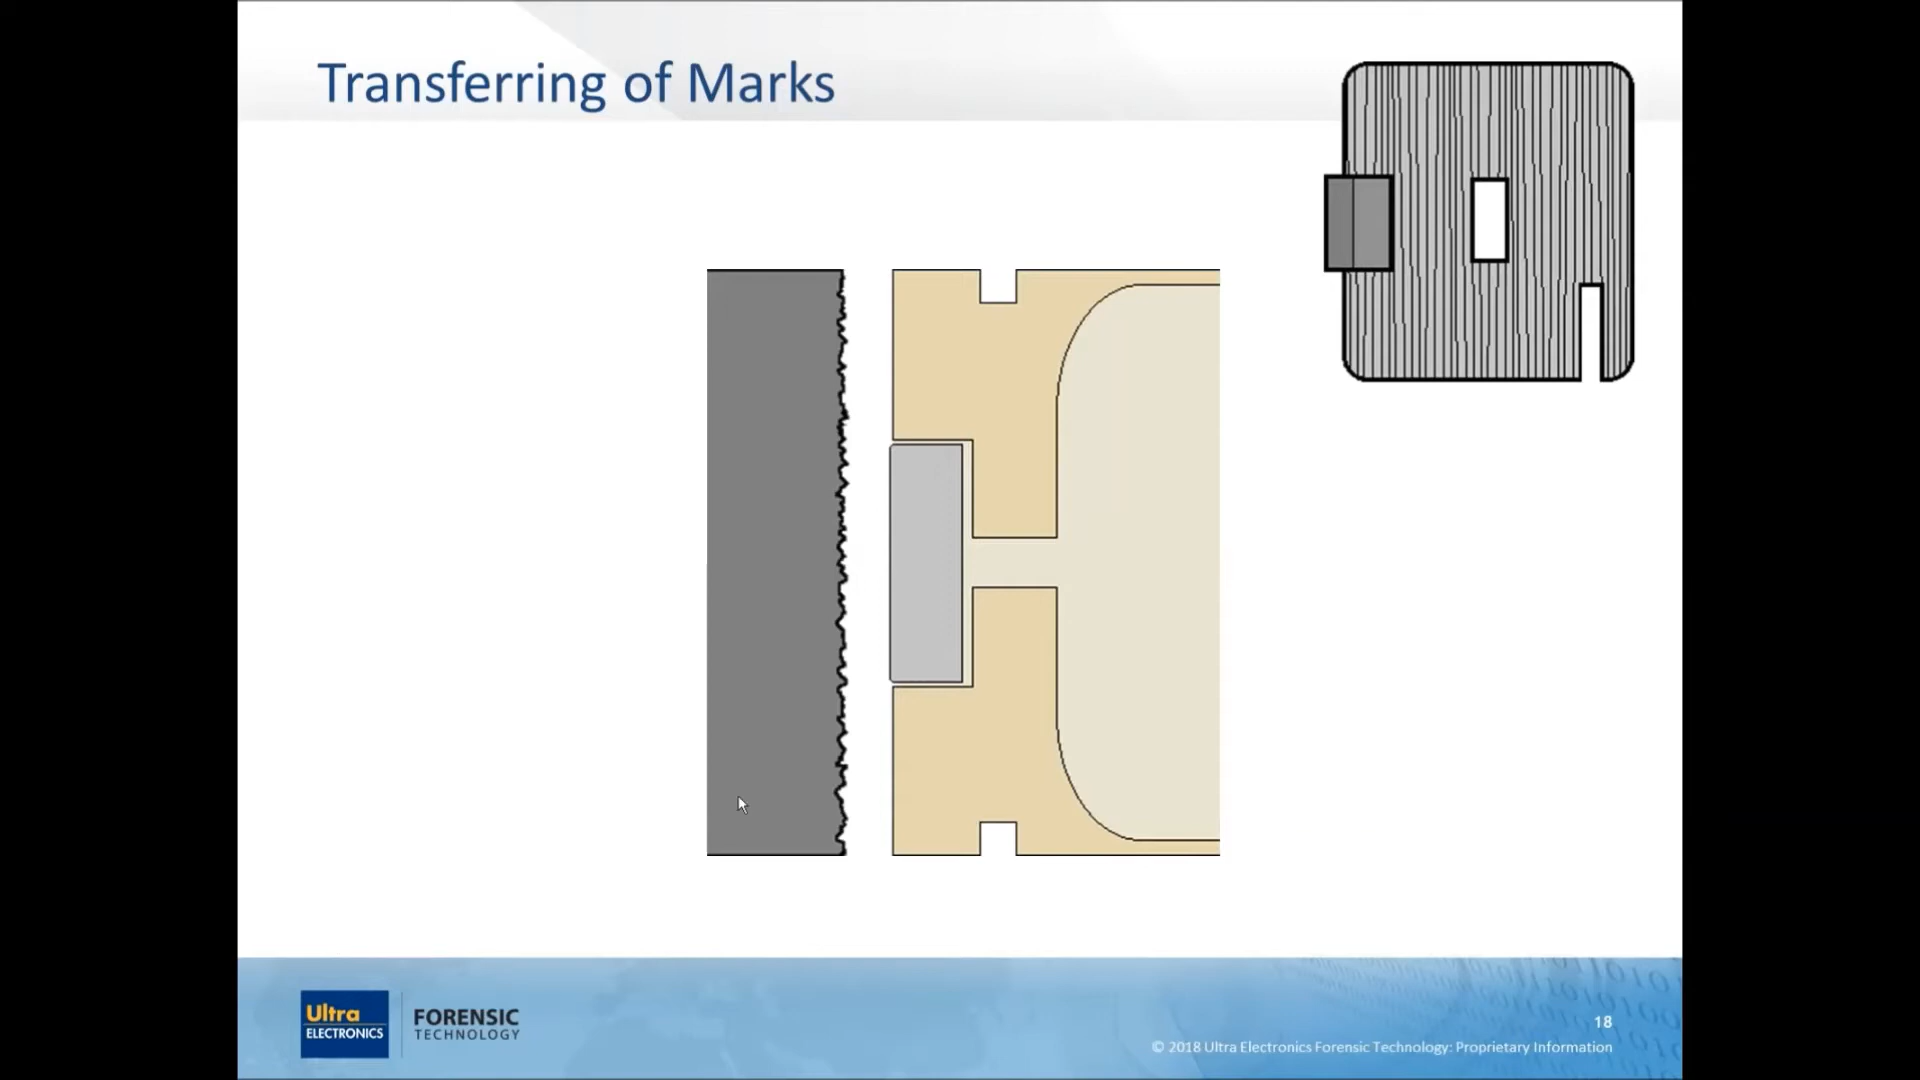 Transferring of Marks
Ultra
ELECTRONICS
FORENSIC
TECHNOLOGY
18
© 2018 Ultra Electronics Forensic Technology: Proprietary Information